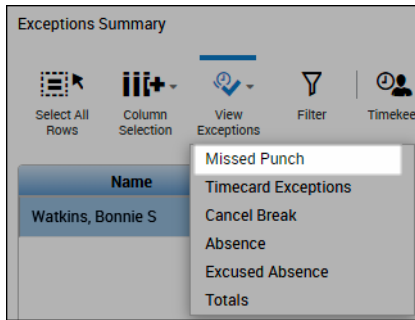 Exceptions Summary
Select All
Rows
Column
Selection
View
Exceptions
Filter
Timekee
Name
Watkins, Bonnie S
Missed Punch
Timecard Exceptions
Cancel Break
Absence
Excused Absence
Totals